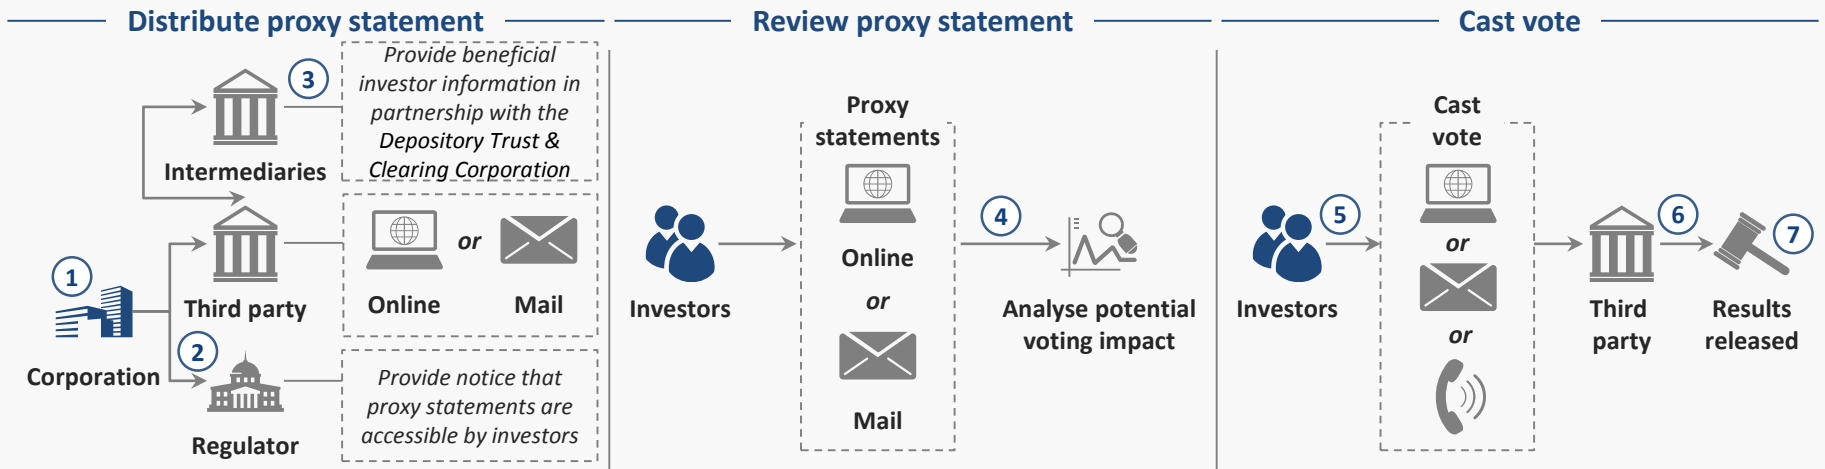 Distribute proxy statement
Review proxy statement
Cast vote
3
Provide beneficial
investor information in
partnership with the
Depository Trust &
Clearing Corporation
Intermediaries
1
Third party
or
Online
Mail
Corporation
2
Regulator
Provide notice that
proxy statements are
accessible by investors
Investors
Proxy
statements
Online
or
Mail
4
Analyse potential
voting impact
Investors
5
Cast
vote
or
or
Third
party
6
7
Results
released